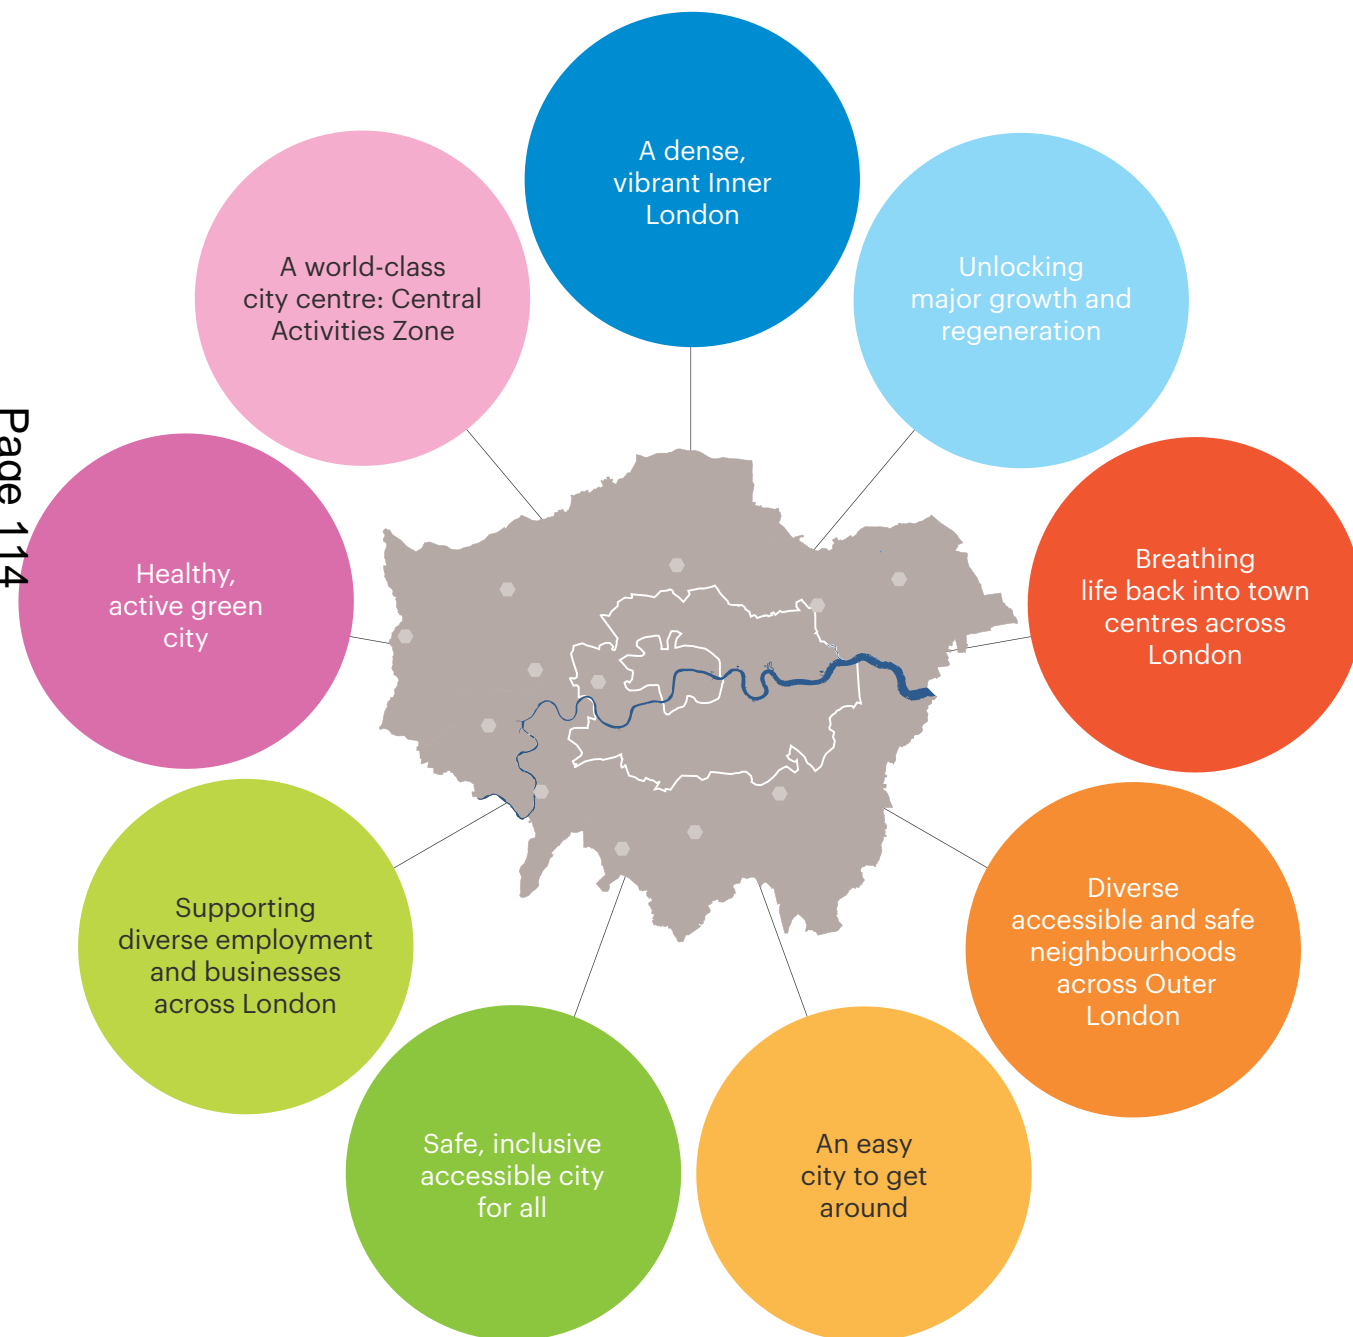 A dense,
vibrant Inner
London
Unlocking
major growth and
regeneration
Breathing
life back into town
centres across
London
Diverse
accessible and safe
neighbourhoods
across Outer
London
An easy
city to get
around
Safe, inclusive
accessible city
for all
Supporting
diverse employment
and businesses
across London
Healthy,
active green
city
A world-class
city centre: Central
Activities Zone
Page 114